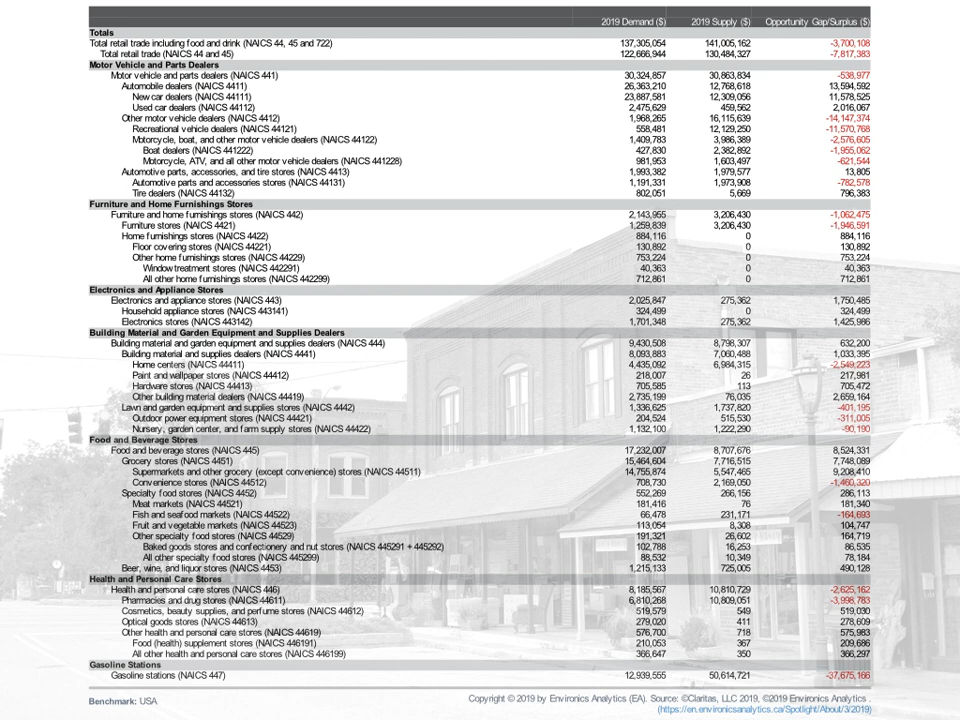 2019 Demand ($) 2019 Supply ($) Opportunity Gap/Surplus ($)
Totals
Total retail trade including food and drink (NAICS 44, 45 and 722) 137,305,054 141,005,162 -3,700,108
Total retail trade (NAICS 44 and 45) 122,666,944 130,484,327 -7,817,383
Motor Vehicle and Parts Dealers
Motor vehicle and parts dealers (NAICS 441) 30,324,857 30,863,834 -538,977
Automobile dealers (NAICS 4411) 26,363,210 12,768,618 13,594,592
New car dealers (NAICS 44111) 23,887,581 12,309,056 11,578,525
Used car dealers (NAICS 44112) 2,475,629 459,562 2,016,067
Other motor vehicle dealers (NAICS 4412) 1,968,265 16,115,639 -14,147,374
Recreational vehicle dealers (NAICS 44121) 558,481 12,129,250 -11,570,768
Motorcycle, boat, and other motor vehicle dealers (NAICS 44122) 1,409,783 3,986,389 -2,576,605
Boat dealers (NAICS 441222) 427,830 2,382,892 -1,955,062
Motorcycle, ATV, and all other motor vehicle dealers (NAICS 441228) 981,953 1,603,497 -621,544
Automotive parts, accessories, and tire stores (NAICS 4413) 1,993,382 1,979,577 13,805
Automotive parts and accessories stores (NAICS 44131) 1,191,331 1,973,908 -782,578
Tire dealers (NAICS 44132) 802,051 5,669 796,383
Furniture and Home Furnishings Stores
Furniture and home furnishings stores (NAICS 442) 2,143,955 3,206,430 -1,062,475
Furniture stores (NAICS 4421) 1,259,839 3,206,430 -1,946,591
Home furnishings stores (NAICS 4422) 884,116 0 884,116
Floor covering stores (NAICS 44221) 130,892 0 130,892
Other home furnishings stores (NAICS 44229) 753,224 0 753,224
Window treatment stores (NAICS 442291) 40,363 0 40,363
All other home furnishings stores (NAICS 442299) 712,861 0 712,861
Electronics and Appliance Stores
Electronics and appliance stores (NAICS 443) 2,025,847 275,362 1,750,485
Household appliance stores (NAICS 443141) 324,499 0 324,499
Electronics stores (NAICS 443142) 1,701,348 275,362 1,425,986
Building Material and Garden Equipment and Supplies Dealers
Building material and garden equipment and supplies dealers (NAICS 444) 9,430,508 8,798,307 632,200
Building material and supplies dealers (NAICS 4441) 8,093,883 7,060,488 1,033,395
Home centers (NAICS 44411) 4,435,092 6,984,315 -2,549,223
Paint and wallpaper stores (NAICS 44412) 218,007 26 217,981
Hardware stores (NAICS 44413) 705,585 113 705,472
Other building material dealers (NAICS 44419) 2,735,199 76,035 2,659,164
Lawn and garden equipment and supplies stores (NAICS 4442) 1,336,625 1,737,820 -401,195
Outdoor power equipment stores (NAICS 44421) 204,524 515,530 -311,005
Nursery, garden center, and farm supply stores (NAICS 44422) 1,132,100 1,222,290 -90,190
Food and Beverage Stores
Food and beverage stores (NAICS 445) 17,232,007 8,707,676 8,524,331
Grocery stores (NAICS 4451) 15,464,604 7,716,515 7,748,089
Supermarkets and other grocery (except convenience) stores (NAICS 44511) 14,755,874 5,547,465 9,208,410
Convenience stores (NAICS 44512) 708,730 2,169,050 -1,460,320
Specialty food stores (NAICS 4452) 552,269 266,156 286,113
Meat markets (NAICS 44521) 181,416 76 181,340
Fish and seafood markets (NAICS 44522) 66,478 231,171 -164,693
Fruit and vegetable markets (NAICS 44523) 113,054 8,308 104,747
Other specialty food stores (NAICS 44529) 191,321 26,602 164,719
Baked goods stores and confectionery and nut stores (NAICS 445291 + 445292) 102,788 16,253 86,535
All other specialty food stores (NAICS 445299) 88,532 10,349 78,184
Beer, wine, and liquor stores (NAICS 4453) 1,215,133 725,005 490,128
Health and Personal Care Stores
Health and personal care stores (NAICS 446) 8,185,567 10,810,729 -2,625,162
Pharmacies and drug stores (NAICS 44611) 6,810,268 10,809,051 -3,998,783
Cosmetics, beauty supplies, and perfume stores (NAICS 44612) 519,579 549 519,030
Optical goods stores (NAICS 44613) 279,020 411 278,609
Other health and personal care stores (NAICS 44619) 576,700 718 575,983
Food (health) supplement stores (NAICS 446191) 210,053 367 209,686
All other health and personal care stores (NAICS 446199) 366,647 350 366,297
Gasoline Stations
Gasoline stations (NAICS 447) 12,939,555 50,614,721 -37,675,166
Benchmark: USA
Copyright © 2019 by Environics Analytics (EA). Source: ©Claritas, LLC 2019, ©2019 Environics Analytics .
(https://en.environicsanalytics.ca/Spotlight/About/3/2019)